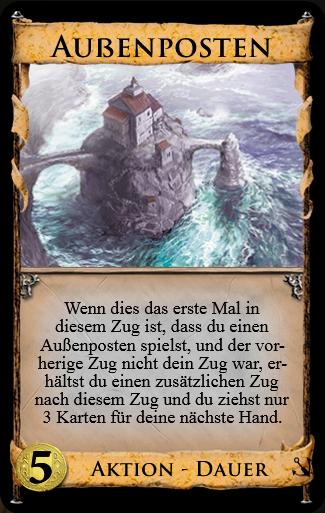 AUẞENPOSTEN
Wenn dies das erste Mal in
diesem Zug ist, dass du einen
Außenposten spielst, und der vor-
herige Zug nicht dein Zug war, er-
hältst du einen zusätzlichen Zug
nach diesem Zug und du ziehst nur
3 Karten für deine nächste Hand.
5 AKTION - DAUER